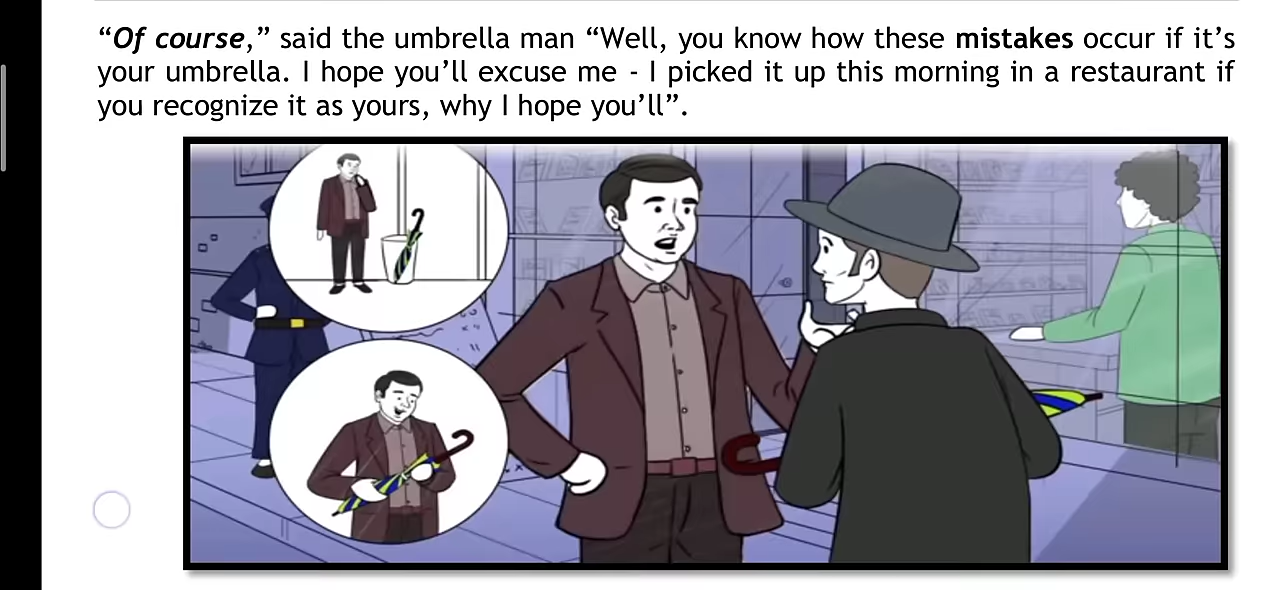 “Of course,” said the umbrella man “Well, you know how these mistakes occur if it’s
your umbrella. I hope you’ll excuse me - I picked it up this morning in a restaurant if
you recognize it as yours, why I hope you’ll”.